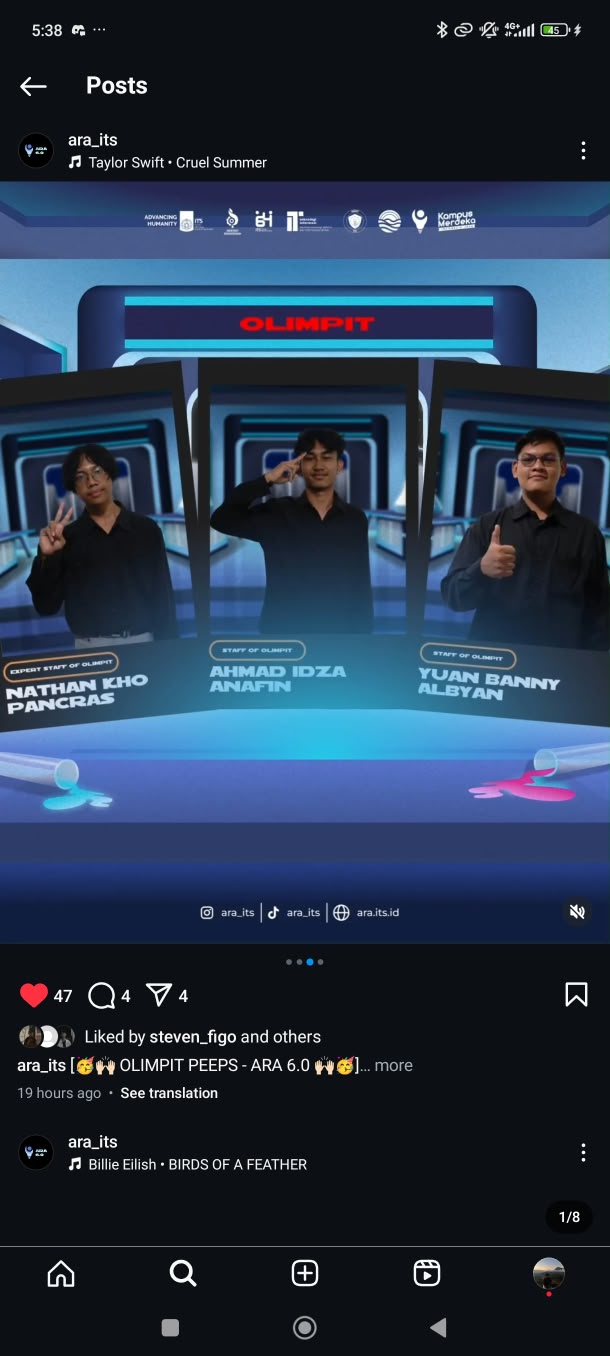 5:38
4G+
45
Posts
ara_its
Taylor Swift • Cruel Summer
ADVANCING
HUMANITY
ITS
Kampus
Merdeka
OLIMPIT
EXPERT STAFF OF OLIMPIT
NATHAN KHO
PANCRAS
STAFF OF OLIMPIT
AHMAD IDZA
ANAFIN
STAFF OF OLIMPIT
YUAN BANNY
ALBYAN
ara_its
ara_its
ara.its.id
47
4
4
Liked by steven_figo and others
ara_its [🥳🙌🏻 OLIMPIT PEEPS - ARA 6.0 🙌🏻🥳]... more
19 hours ago • See translation
ara_its
Billie Eilish • BIRDS OF A FEATHER
1/8